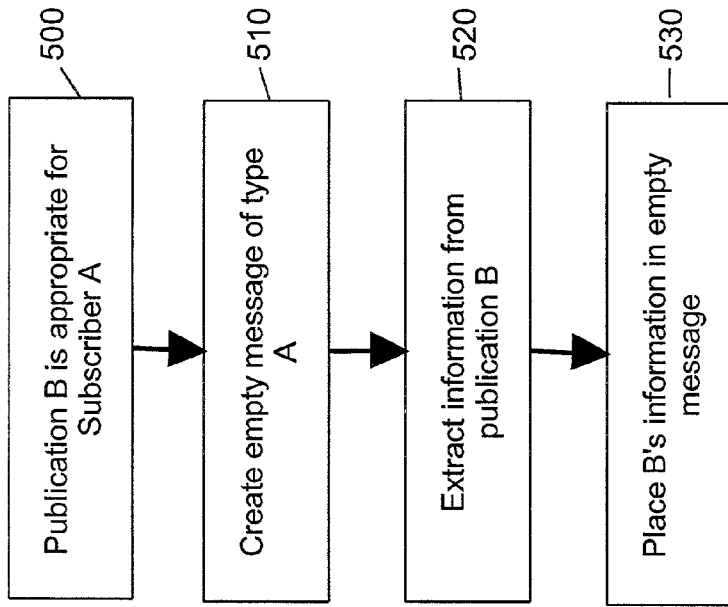 500
Publication B is appropriate for
Subscriber A
510
Create empty message of type
A
520
Extract information from
publication B
530
Place B's information in empty
message